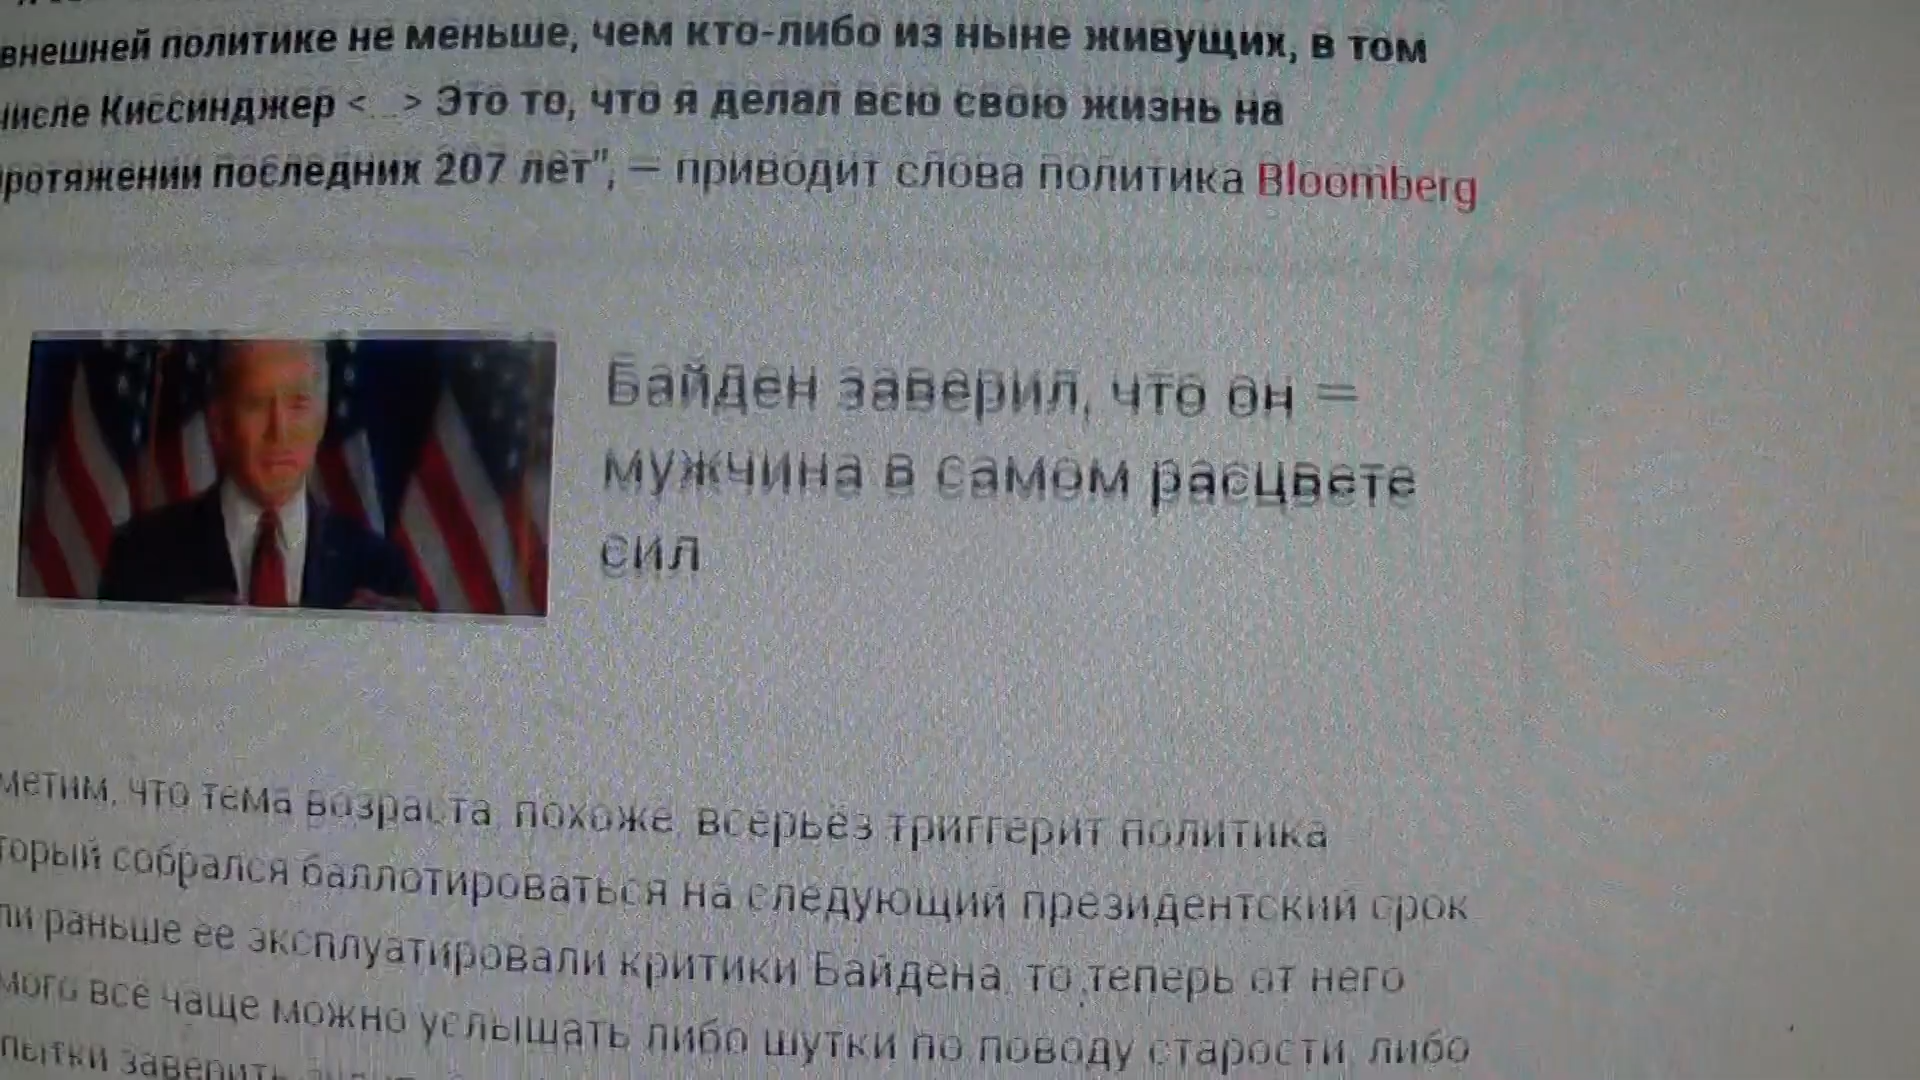 внешней политике не меньше, чем кто-либо из ныне живущих, в том
числе Киссинджер <...> Это то, что я делал всю свою жизнь на
протяжении последних 207 лет", — приводит слова политика Bloomberg
Байден заверил, что он –
мужчина в самом расцвете
сил
метим, что тема возраста, похоже, всерьёз триггерит политика
торый собрался баллотироваться на следующий президентский срок
ли раньше ее эксплуатировали критики Байдена, то теперь от него
мого всё чаще можно услышать либо шутки по поводу старости, либо
пытки заверить